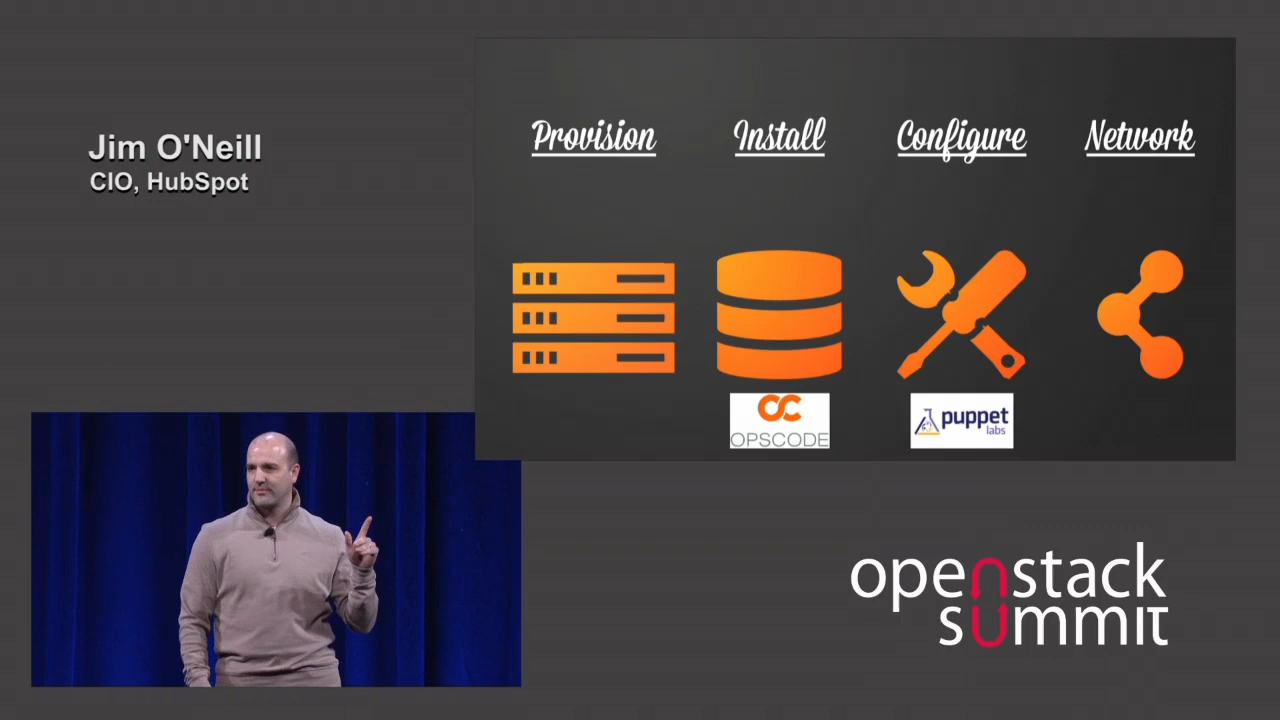 Jim O'Neill
CIO, HubSpot
Provision Install Configure Network
OPSCODE
puppet
labs
openstack
summit